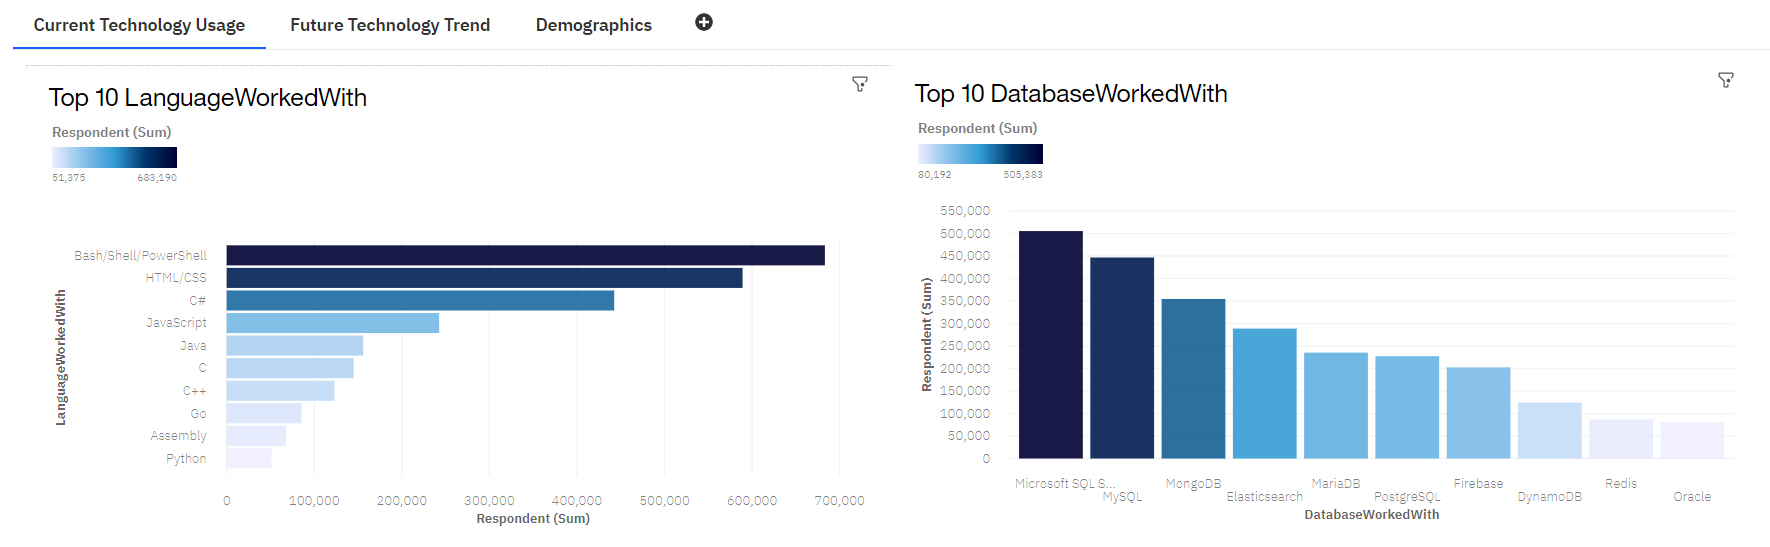 Current Technology Usage
Future Technology Trend
Demographics
Top 10 LanguageWorkedWith
Respondent (Sum)
51,375
683,190
LanguageWorkedWith
Bash/Shell/PowerShell
HTML/CSS
C#
JavaScript
Java
C
C++
Go
Assembly
Python
0
100,000
200,000
300,000
400,000
500,000
600,000
700,000
Respondent (Sum)
Top 10 DatabaseWorkedWith
Respondent (Sum)
80,192
505,383
Respondent (Sum)
550,000
500,000
450,000
400,000
350,000
300,000
250,000
200,000
150,000
100,000
50,000
0
Microsoft SQL S...
MySQL
MongoDB
Elasticsearch
MariaDB
PostgreSQL
Firebase
DynamoDB
Redis
Oracle
DatabaseWorkedWith